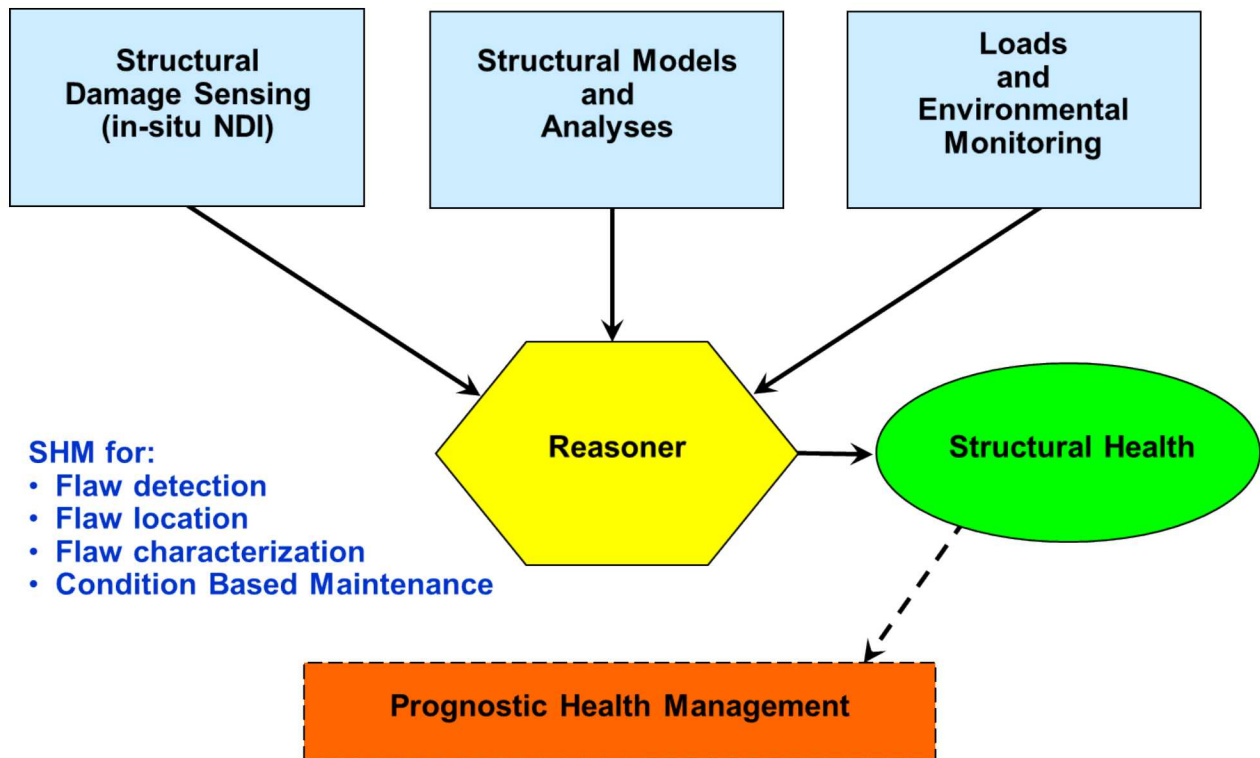 Structural
Damage Sensing
(in-situ NDI)
Structural Models
and
Analyses
Loads
and
Environmental
Monitoring
Reasoner
Structural Health
SHM for:
• Flaw detection
• Flaw location
• Flaw characterization
• Condition Based Maintenance
Prognostic Health Management